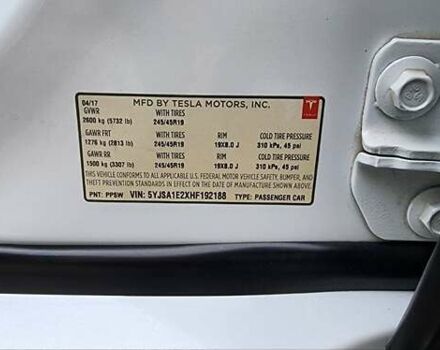 04/17 MFD BY TESLA MOTORS, INC.
GVWR WITH TIRES
2600 kg (5732 lb) 245/45R19
GAWR FRT WITH TIRES RIM COLD TIRE PRESSURE
1276 kg (2813 lb) 245/45R19 19X8.0 J 310 kPa, 45 psi
GAWR RR WITH TIRES RIM COLD TIRE PRESSURE
1500 kg (3307 lb) 245/45R19 19X8.0 J 310 kPa, 45 psi
THIS VEHICLE CONFORMS TO ALL APPLICABLE U.S. FEDERAL MOTOR VEHICLE SAFETY, BUMPER, AND
THEFT PREVENTION STANDARDS IN EFFECT ON THE DATE OF MANUFACTURE SHOWN ABOVE.
PNT: PPSW VIN: 5YJSA1E2XHF192188 TYPE: PASSENGER CAR